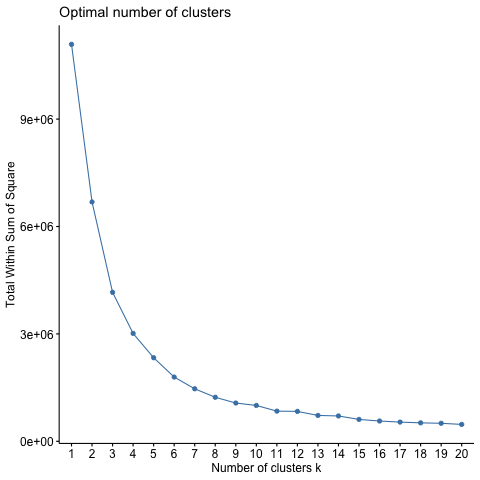 Optimal number of clusters
Total Within Sum of Square
9e+06
6e+06
3e+06
0e+00
1 2 3 4 5 6 7 8 9 10 11 12 13 14 15 16 17 18 19 20
Number of clusters k